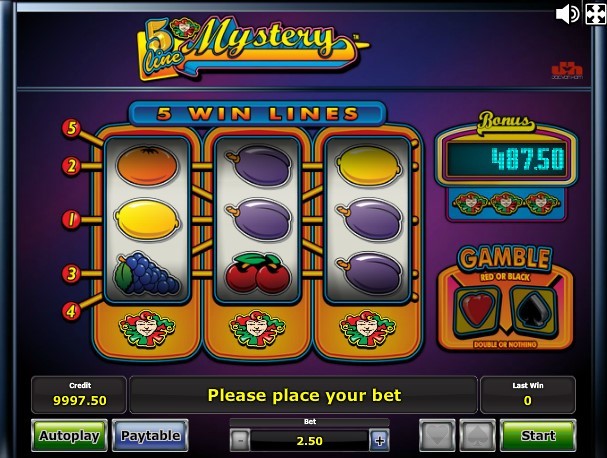 5
line Mystery™
5 WIN LINES
5
2
1
3
4
Bonus
487.50
GAMBLE
RED OR BLACK
DOUBLE OR NOTHING
Credit
9997.50
Please place your bet
Last Win
0
Autoplay
Paytable
Bet
-
2.50
+
Start